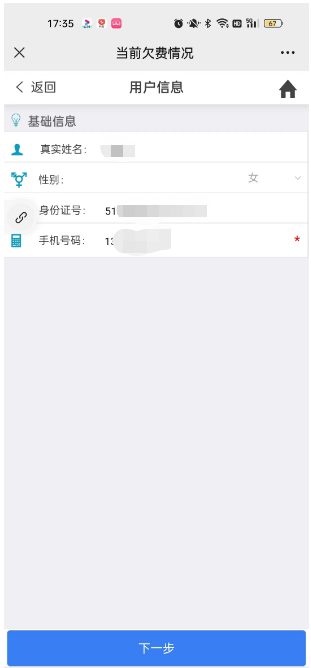 17:35
67
当前欠费情况
返回
用户信息
基础信息
真实姓名：
性别：
女
身份证号：
51
手机号码：
13
*
下一步